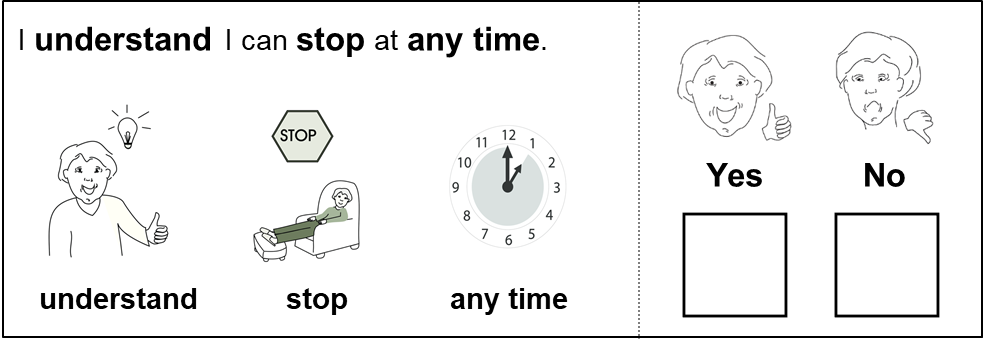 I understand I can stop at any time.
STOP
12
11 1
10 2
9 3
8 4
7 5
6
understand stop any time
Yes No